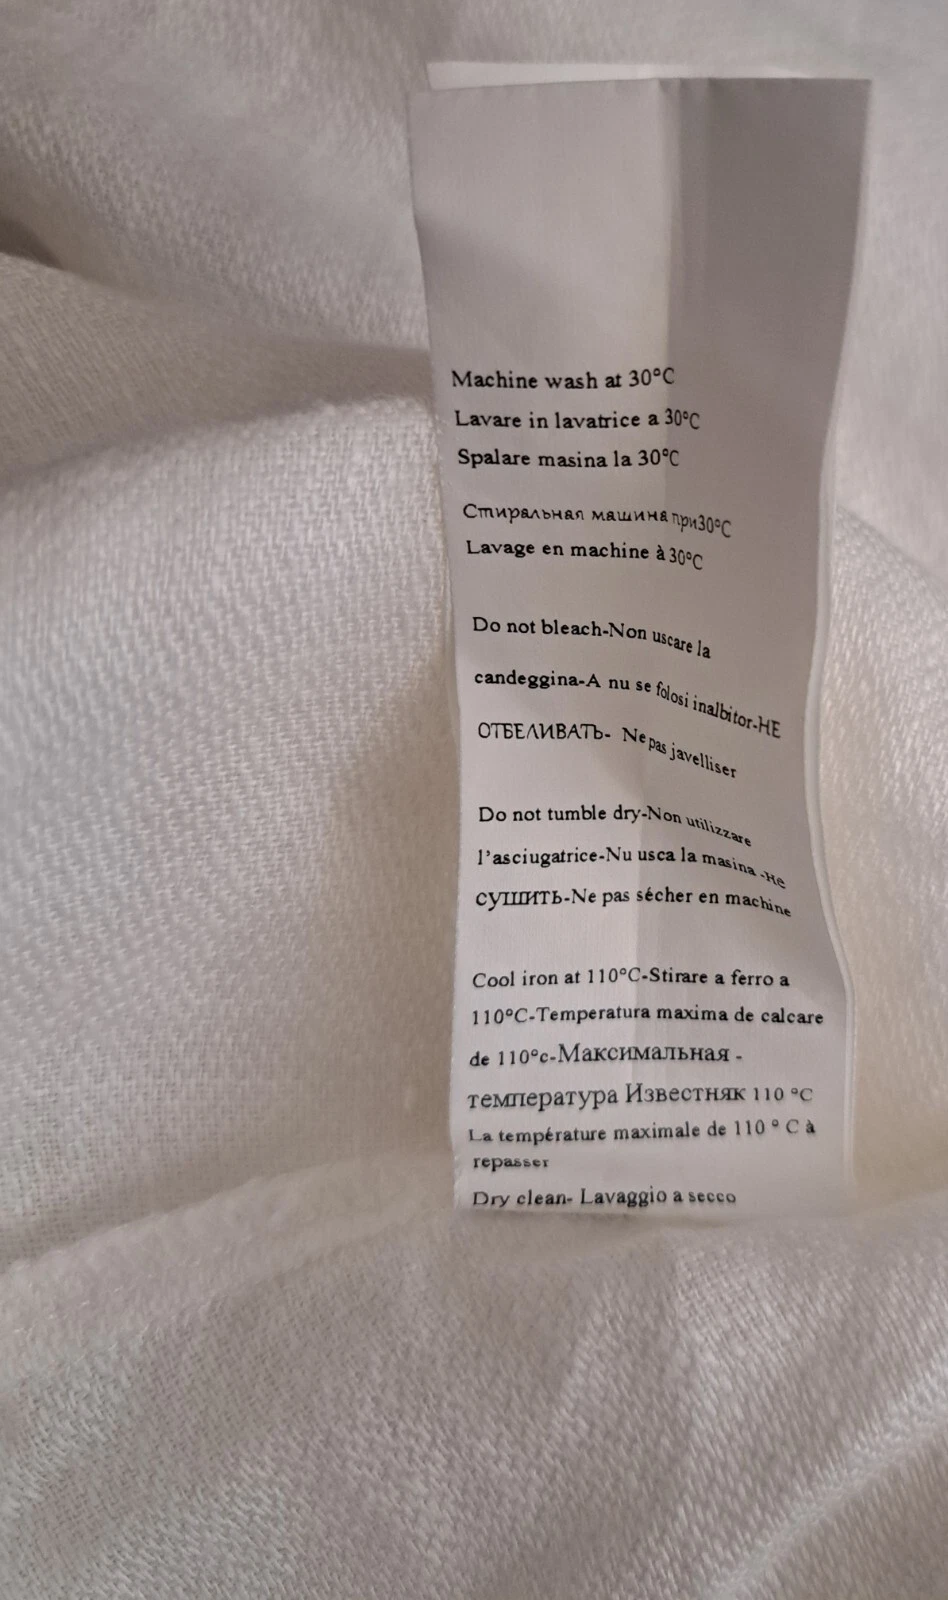 Machine wash at 30°C
Lavare in lavatrice a 30°C
Spalare masina la 30°C
Стиральная машина при30°C
Lavage en machine à 30°C
Do not bleach-Non uscare la
candeggina-A nu se folosi inalbitor-НЕ
ОТБЕЛИВАТЬ- Ne pas javelliser
Do not tumble dry-Non utilizzare
l'asciugatrice-Nu usca la masina -не
сушить-Ne pas sécher en machine
Cool iron at 110°C-Stirare a ferro a
110°C-Temperatura maxima de calcare
de 110°c-Максимальная -
температура Известняк 110 °C
La température maximale de 110 ° C à
repasser
Dry clean- Lavaggio a secco